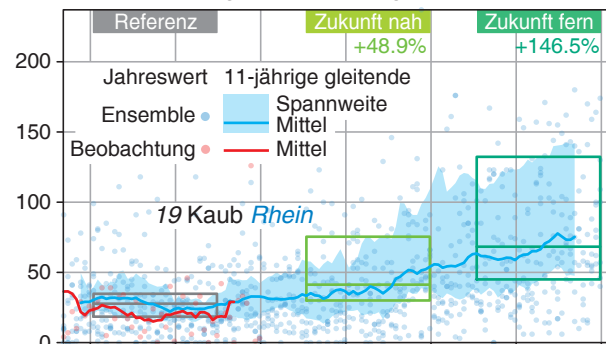 Referenz Zukunft nah Zukunft fern
+48.9% +146.5%
200
Jahreswert 11-jährige gleitende
Ensemble Spannweite
Mittel
150
Beobachtung Mittel
100
19 Kaub Rhein
50
0